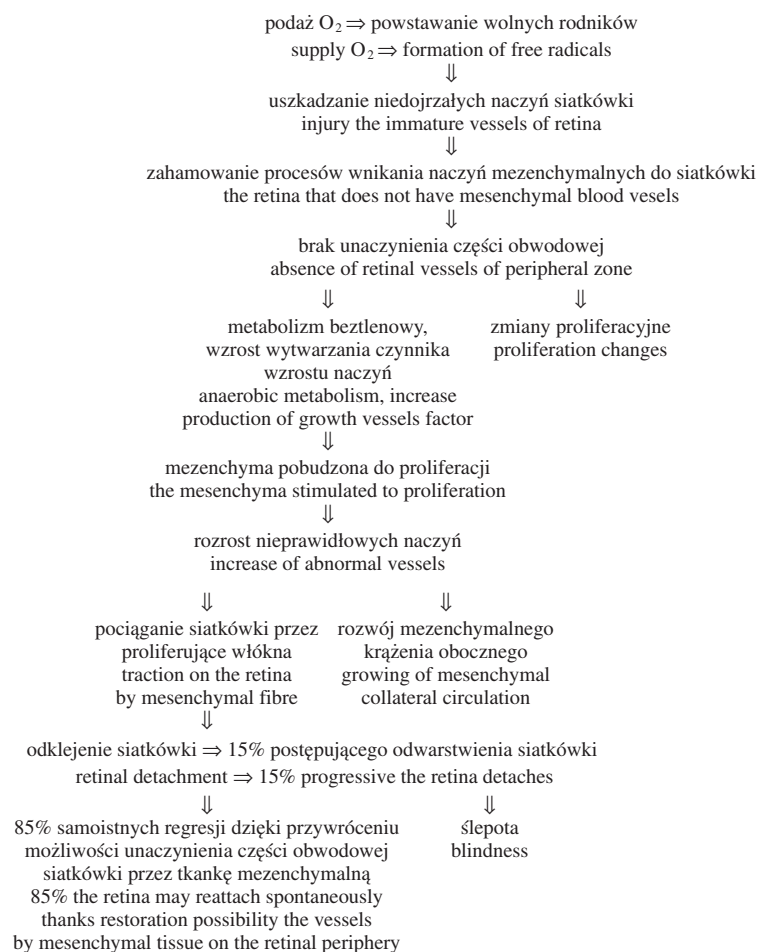 podaż O₂ ⇒ powstawanie wolnych rodników
supply O₂ ⇒ formation of free radicals
⇓
uszkadzanie niedojrzałych naczyń siatkówki
injury the immature vessels of retina
⇓
zahamowanie procesów wnikania naczyń mezenchymalnych do siatkówki
the retina that does not have mesenchymal blood vesels
⇓
brak unaczynienia części obwodowej
absence of retinal vessels of peripheral zone
⇓ ⇓
metabolizm beztlenowy,
wzrost wytwarzania czynnika
wzrostu naczyń
anaerobic metabolism, increase
production of growth vessels factor
zmiany proliferacyjne
proliferation changes
⇓
mezenchyma pobudzona do proliferacji
the mesenchyma stimulated to proliferation
⇓
rozrost nieprawidłowych naczyń
increase of abnormal vessels
⇓ ⇓
pociąganie siatkówki przez
proliferujące włókna
traction on the retina
by mesenchymal fibre
rozwój mezenchymalnego
krążenia obocznego
growing of mesenchymal
collateral circulation
⇓
odklejenie siatkówki ⇒ 15% postępującego odwarstwienia siatkówki
retinal detachment ⇒ 15% progressive the retina detaches
⇓ ⇓
85% samoistnych regresji dzięki przywróceniu
możliwości unaczynienia części obwodowej
siatkówki przez tkankę mezenchymalną
85% the retina may reattach spontaneously
thanks restoration possibility the vessels
by mesenchymal tissue on the retinal periphery
ślepota
blindness